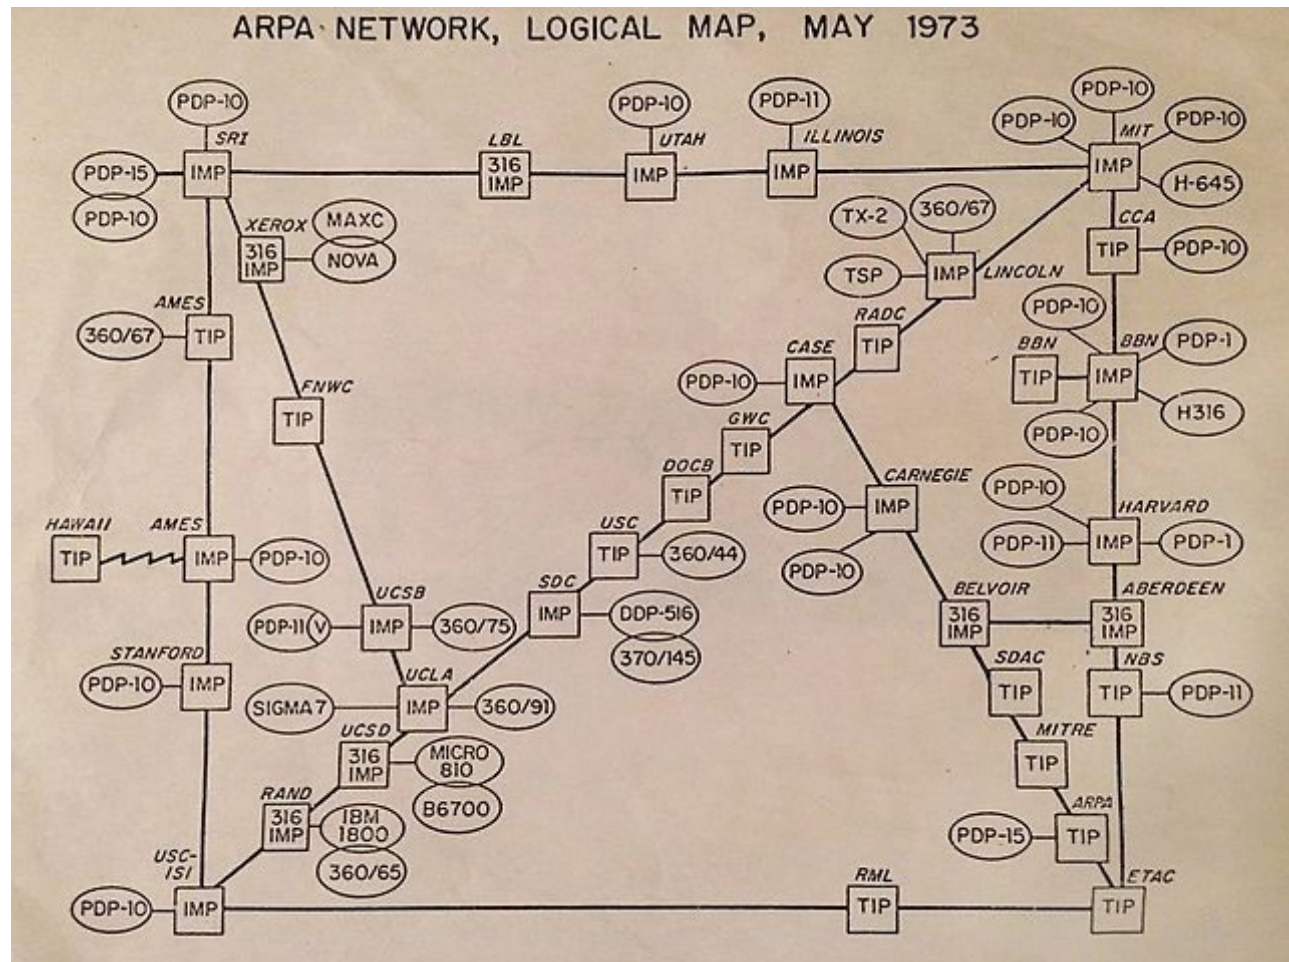 ARPA NETWORK, LOGICAL MAP, MAY 1973
PDP-10
SRI
PDP-15
IMP
PDP-10
LBL
316
IMP
PDP-10
UTAH
IMP
PDP-11
ILLINOIS
IMP
PDP-10
PDP-10
PDP-10
MIT
IMP
H-645
XEROX
316
IMP
MAXC
NOVA
TX-2
360/67
TSP
IMP
LINCOLN
CCA
TIP
PDP-10
AMES
360/67
TIP
RADC
TIP
PDP-10
BBN
TIP
BBN
IMP
PDP-1
PDP-10
H316
FNWC
TIP
CASE
PDP-10
IMP
GWC
TIP
DOCB
TIP
CARNEGIE
PDP-10
IMP
PDP-10
PDP-10
HARVARD
PDP-11
IMP
PDP-1
HAWAII
TIP
AMES
IMP
PDP-10
USC
TIP
360/44
UCSB
PDP-11 V
IMP
360/75
SDC
IMP
DDP-516
370/145
BELVOIR
316
IMP
ABERDEEN
316
IMP
STANFORD
PDP-10
IMP
UCLA
SIGMA 7
IMP
360/91
SDAC
TIP
NBS
TIP
PDP-11
UCSD
316
IMP
MICRO
810
B6700
MITRE
TIP
RAND
316
IMP
IBM
1800
360/65
ARPA
PDP-15
TIP
USC-
ISI
PDP-10
IMP
RML
TIP
ETAC
TIP